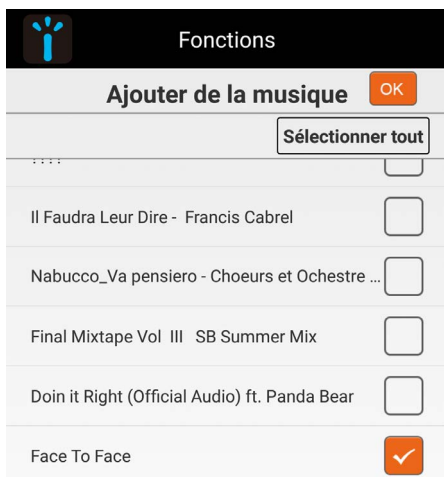 Fonctions
Ajouter de la musique OK
Sélectionner tout
Il Faudra Leur Dire - Francis Cabrel
Nabucco_Va pensiero - Choeurs et Ochestre ...
Final Mixtape Vol III SB Summer Mix
Doin it Right (Official Audio) ft. Panda Bear
Face To Face